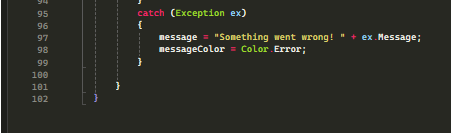 94 }
95 catch (Exception ex)
96 {
97 message = "Something went wrong! " + ex.Message;
98 messageColor = Color.Error;
99 }
100
101 }
102 }